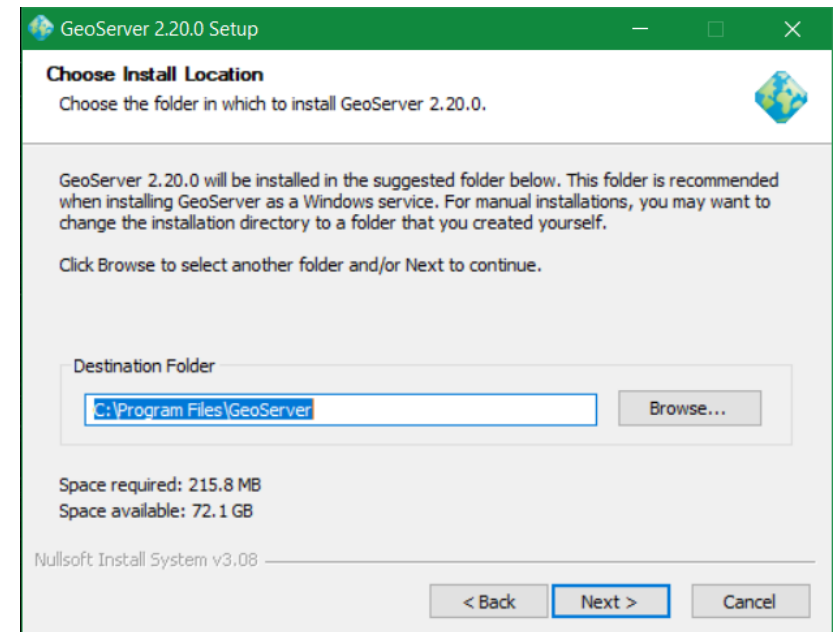 GeoServer 2.20.0 Setup
Choose Install Location
Choose the folder in which to install GeoServer 2.20.0.
GeoServer 2.20.0 will be installed in the suggested folder below. This folder is recommended
when installing GeoServer as a Windows service. For manual installations, you may want to
change the installation directory to a folder that you created yourself.
Click Browse to select another folder and/or Next to continue.
Destination Folder
C:\Program Files\GeoServer
Browse...
Space required: 215.8 MB
Space available: 72.1 GB
Nullsoft Install System v3.08
< Back Next > Cancel